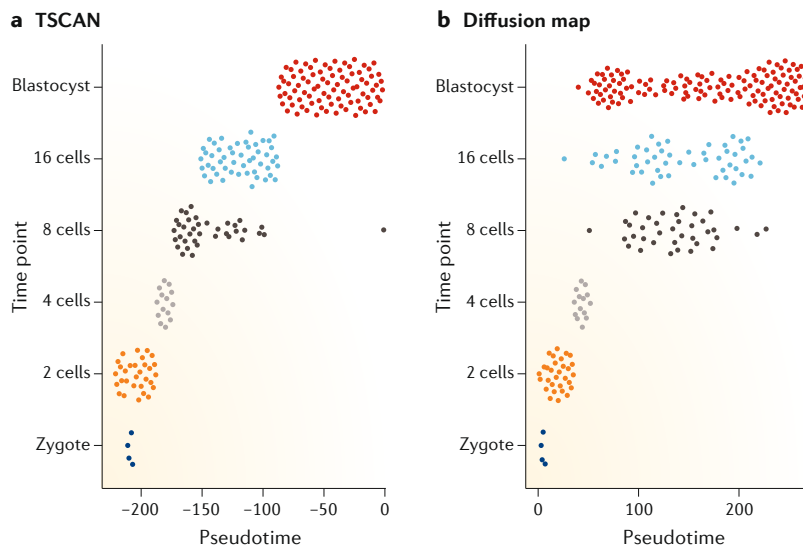 a TSCAN
Blastocyst
16 cells
8 cells
4 cells
2 cells
Zygote
Time point
−200 −150 −100 −50 0
Pseudotime
b Diffusion map
Blastocyst
16 cells
8 cells
4 cells
2 cells
Zygote
Time point
0 100 200
Pseudotime